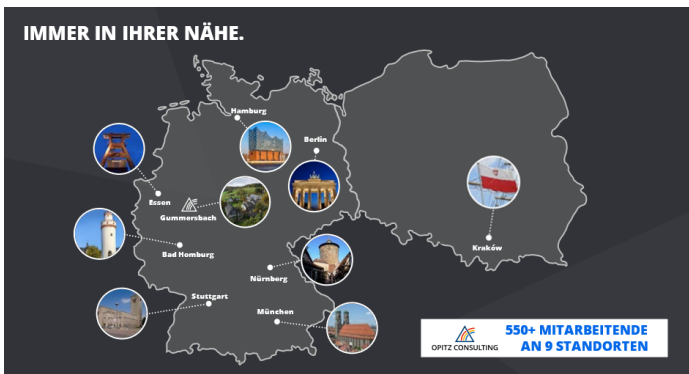 IMMER IN IHRER NÄHE.
Hamburg
Berlin
Essen
Gummersbach
Kraków
Bad Homburg
Nürnberg
Stuttgart
München
OPITZ CONSULTING
550+ MITARBEITENDE
AN 9 STANDORTEN